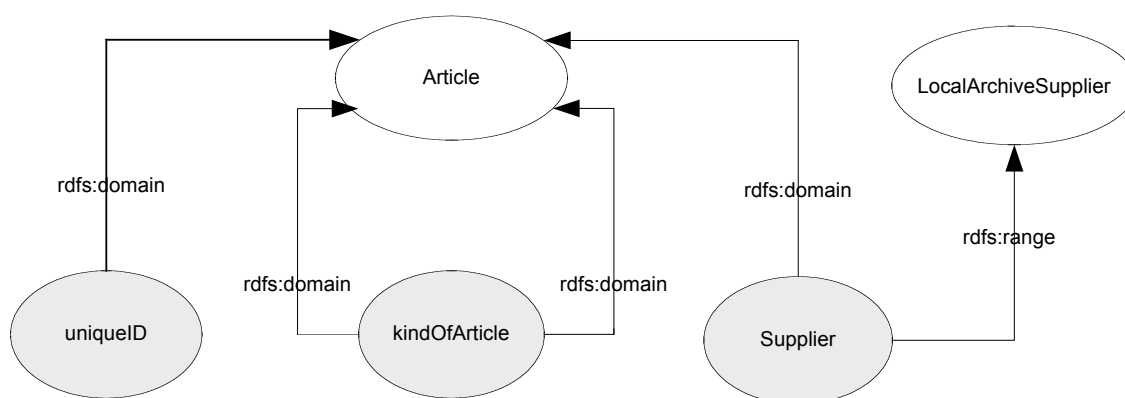 Article
LocalArchiveSupplier
rdfs:domain
rdfs:domain
rdfs:range
rdfs:domain
rdfs:domain
uniqueID
kindOfArticle
Supplier